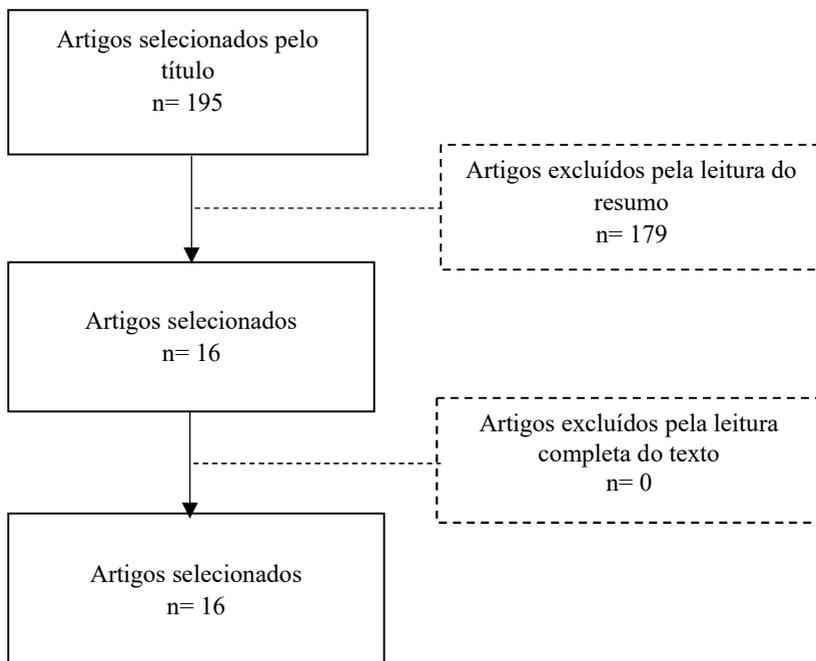 Artigos selecionados pelo
título
n= 195
Artigos excluídos pela leitura do
resumo
n= 179
Artigos selecionados
n= 16
Artigos excluídos pela leitura
completa do texto
n= 0
Artigos selecionados
n= 16